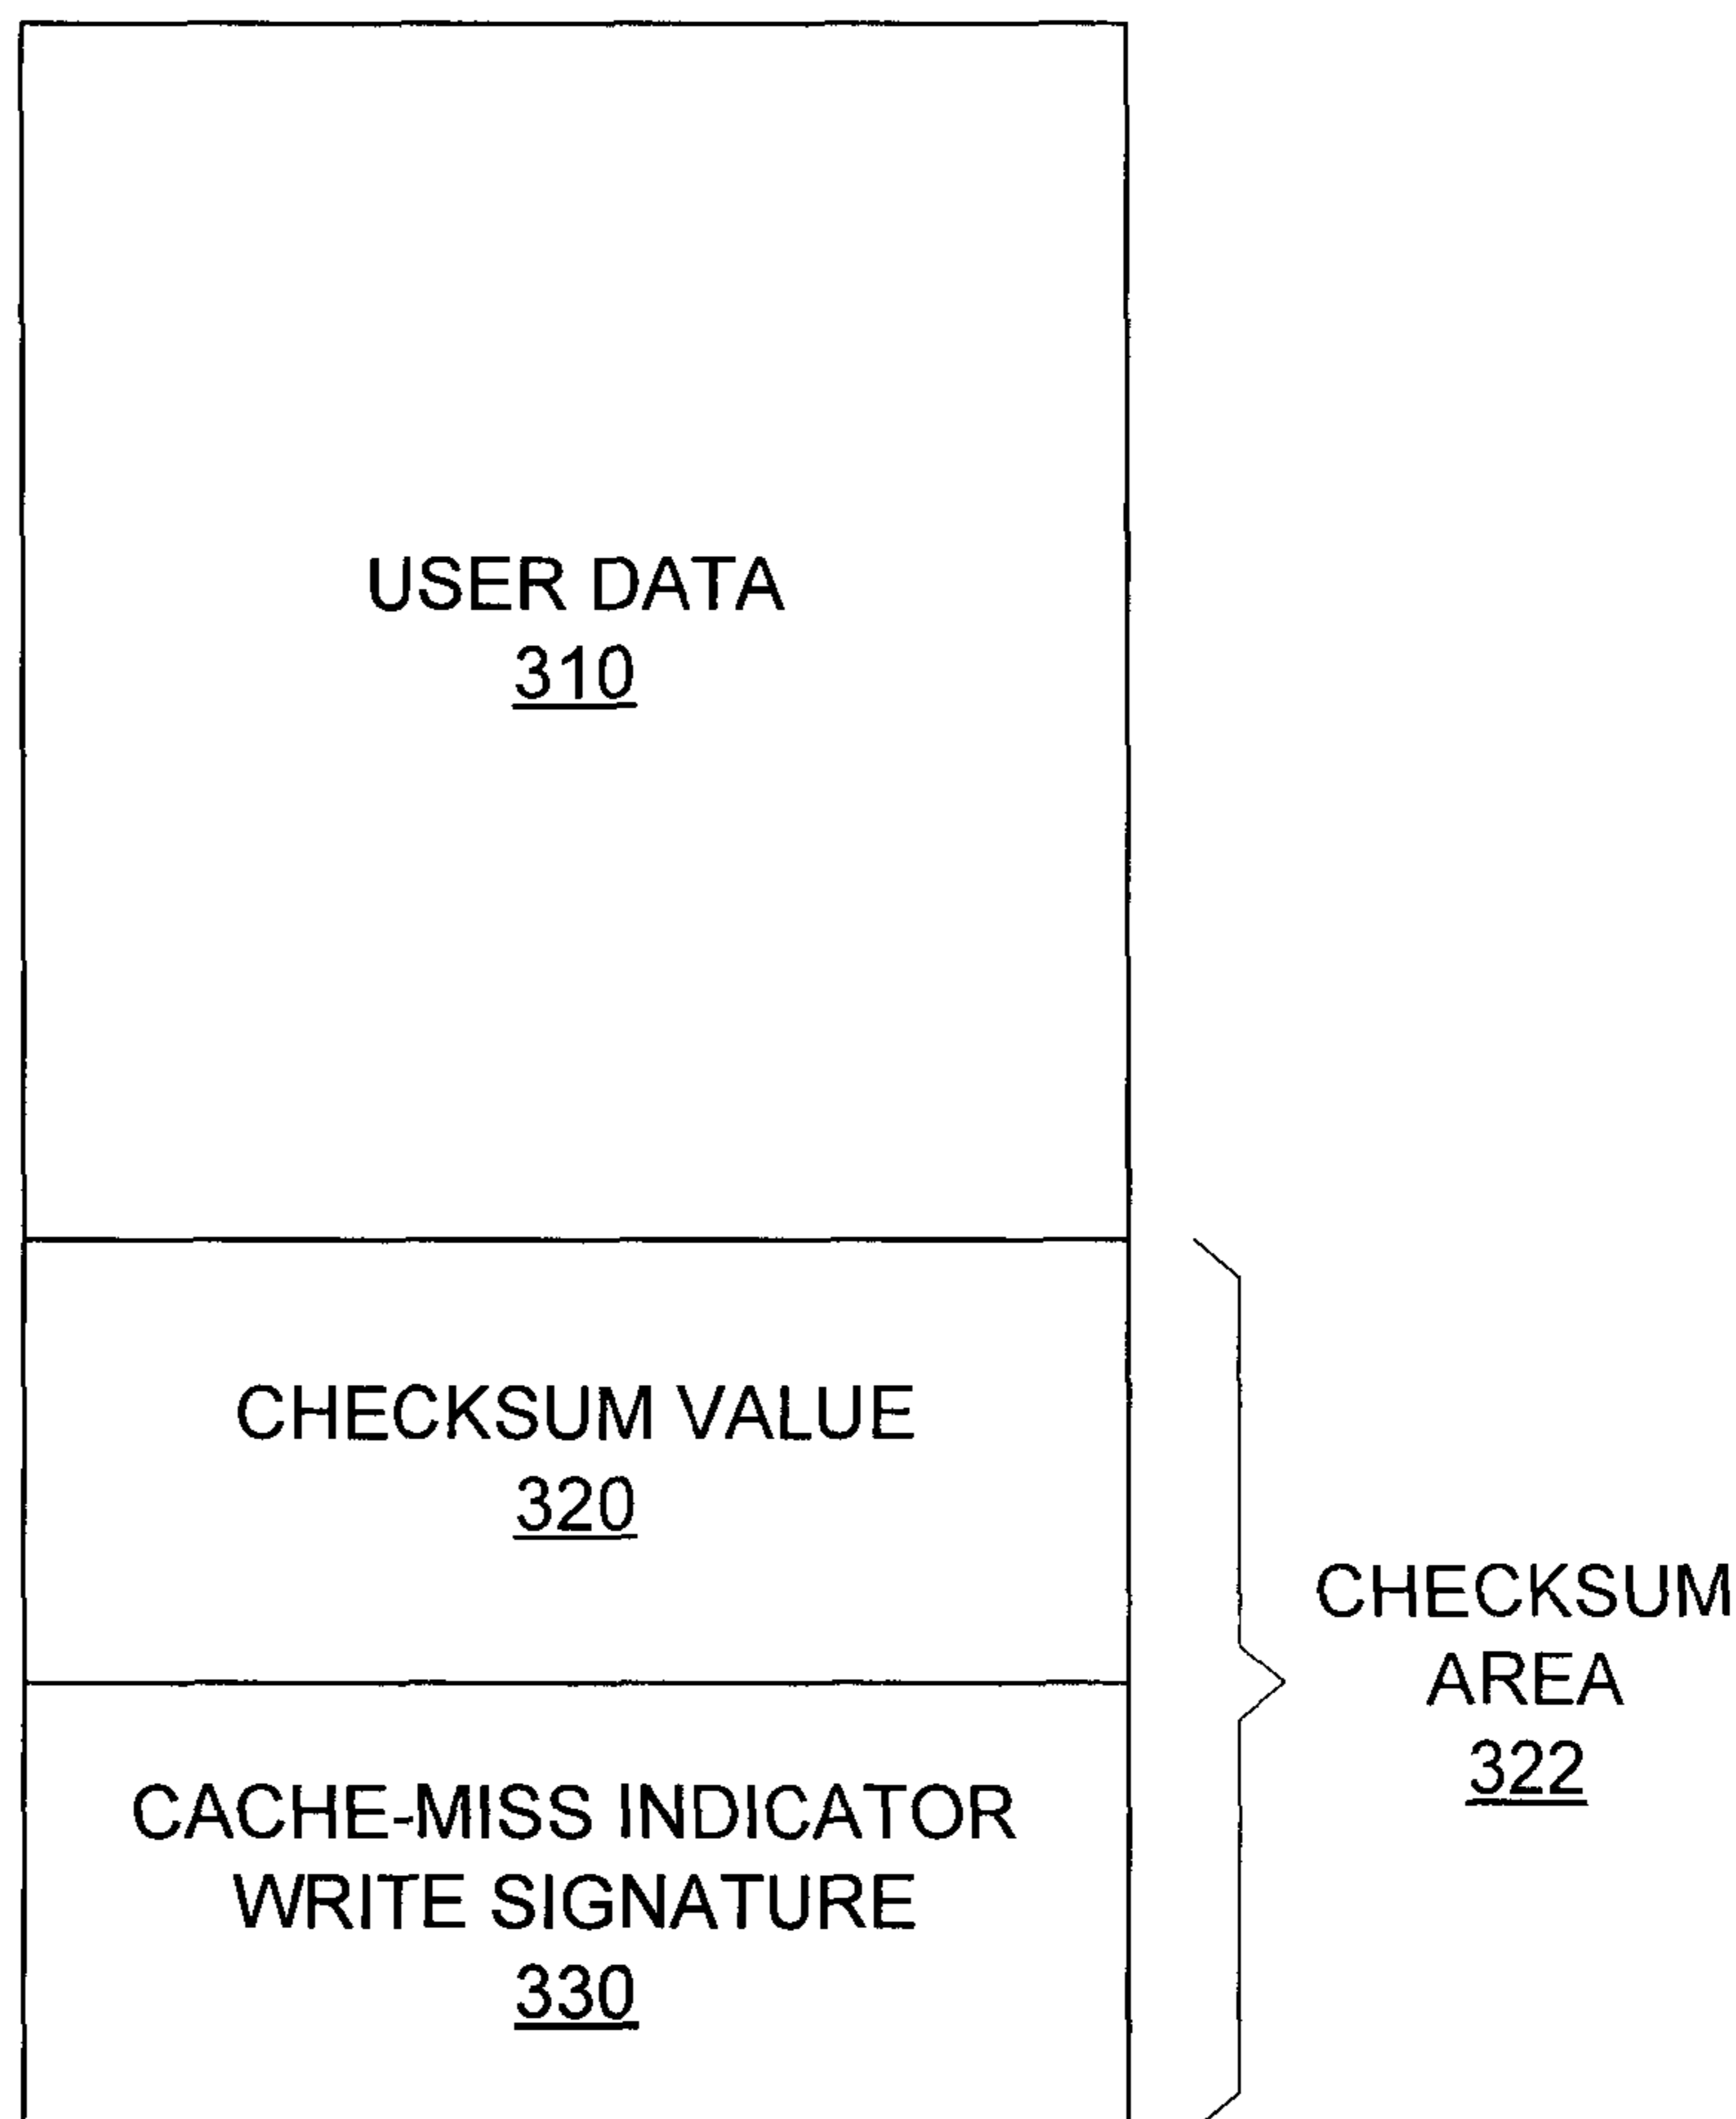 USER DATA
310
CHECKSUM VALUE
320
CHECKSUM
AREA
322
CACHE-MISS INDICATOR
WRITE SIGNATURE
330